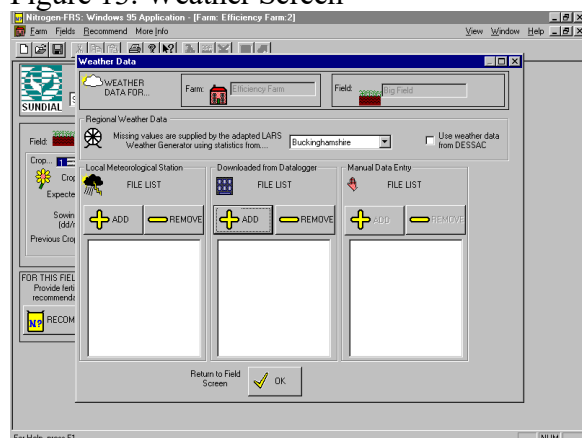 Figure 13: Weather Screen
Nitrogen-FRS: Windows 95 Application - [Farm: Efficiency Farm:2]
Farm Fields Recommend More Info View Window Help
Weather Data
WEATHER DATA FOR...
Farm: Efficiency Farm
Field: Big Field
SUNDIAL
Regional Weather Data
Missing values are supplied by the adapted LARS
Weather Generator using statistics from....
Buckinghamshire
Use weather data
from DESSAC
Field:
Crop... 1
Crop
Expecte
Sowin
(dd/r
Previous Crop
Local Meteorological Station
FILE LIST
ADD REMOVE
Downloaded from Datalogger
FILE LIST
ADD REMOVE
Manual Data Entry
FILE LIST
ADD REMOVE
FOR THIS FIEL
Provide ferti
recommenda
N? RECOM
Return to Field
Screen
OK
For Help, press F1
NUM